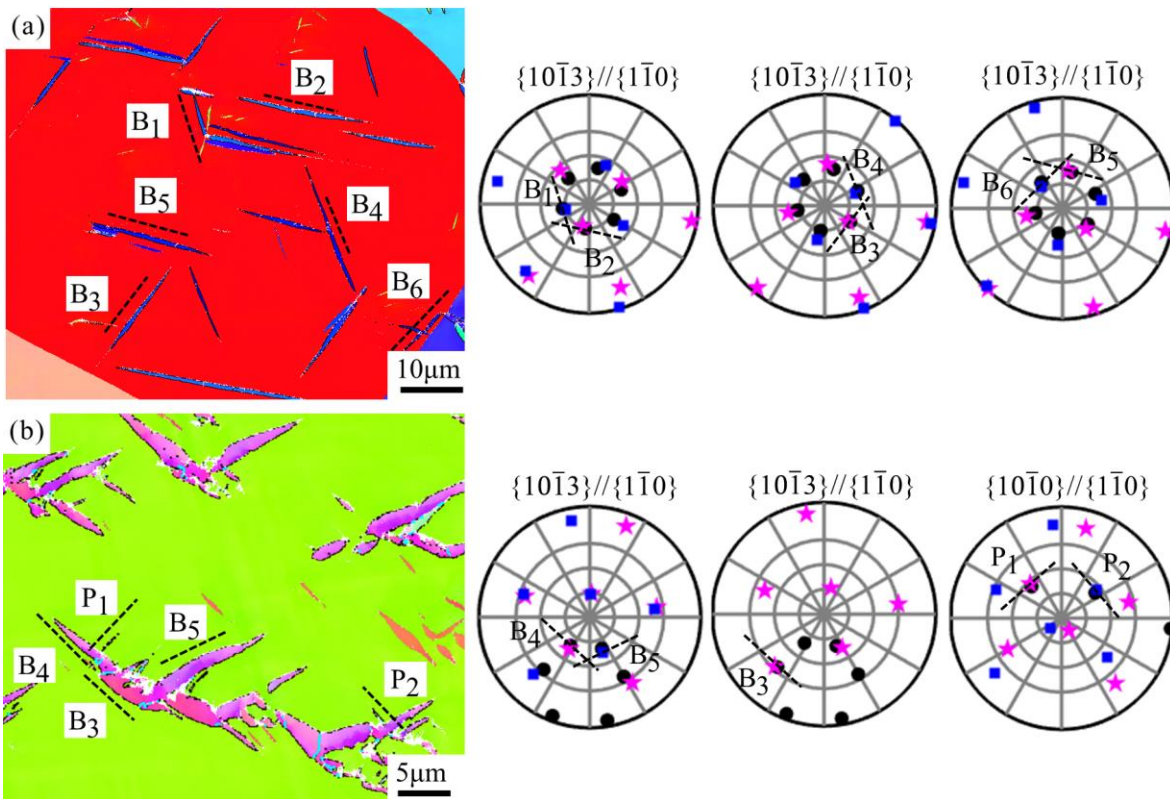 (a)
B₂
B₁
B₅
B₄
B₃
B₆
10μm
{101̄3}//{11̄0}
B₁
B₂
{101̄3}//{11̄0}
B₄
B₃
{101̄3}//{11̄0}
B₅
B₆
(b)
P₁
B₅
B₄
B₃
P₂
5μm
{101̄3}//{11̄0}
B₄
B₅
{101̄3}//{11̄0}
B₃
{101̄0}//{11̄0}
P₁
P₂